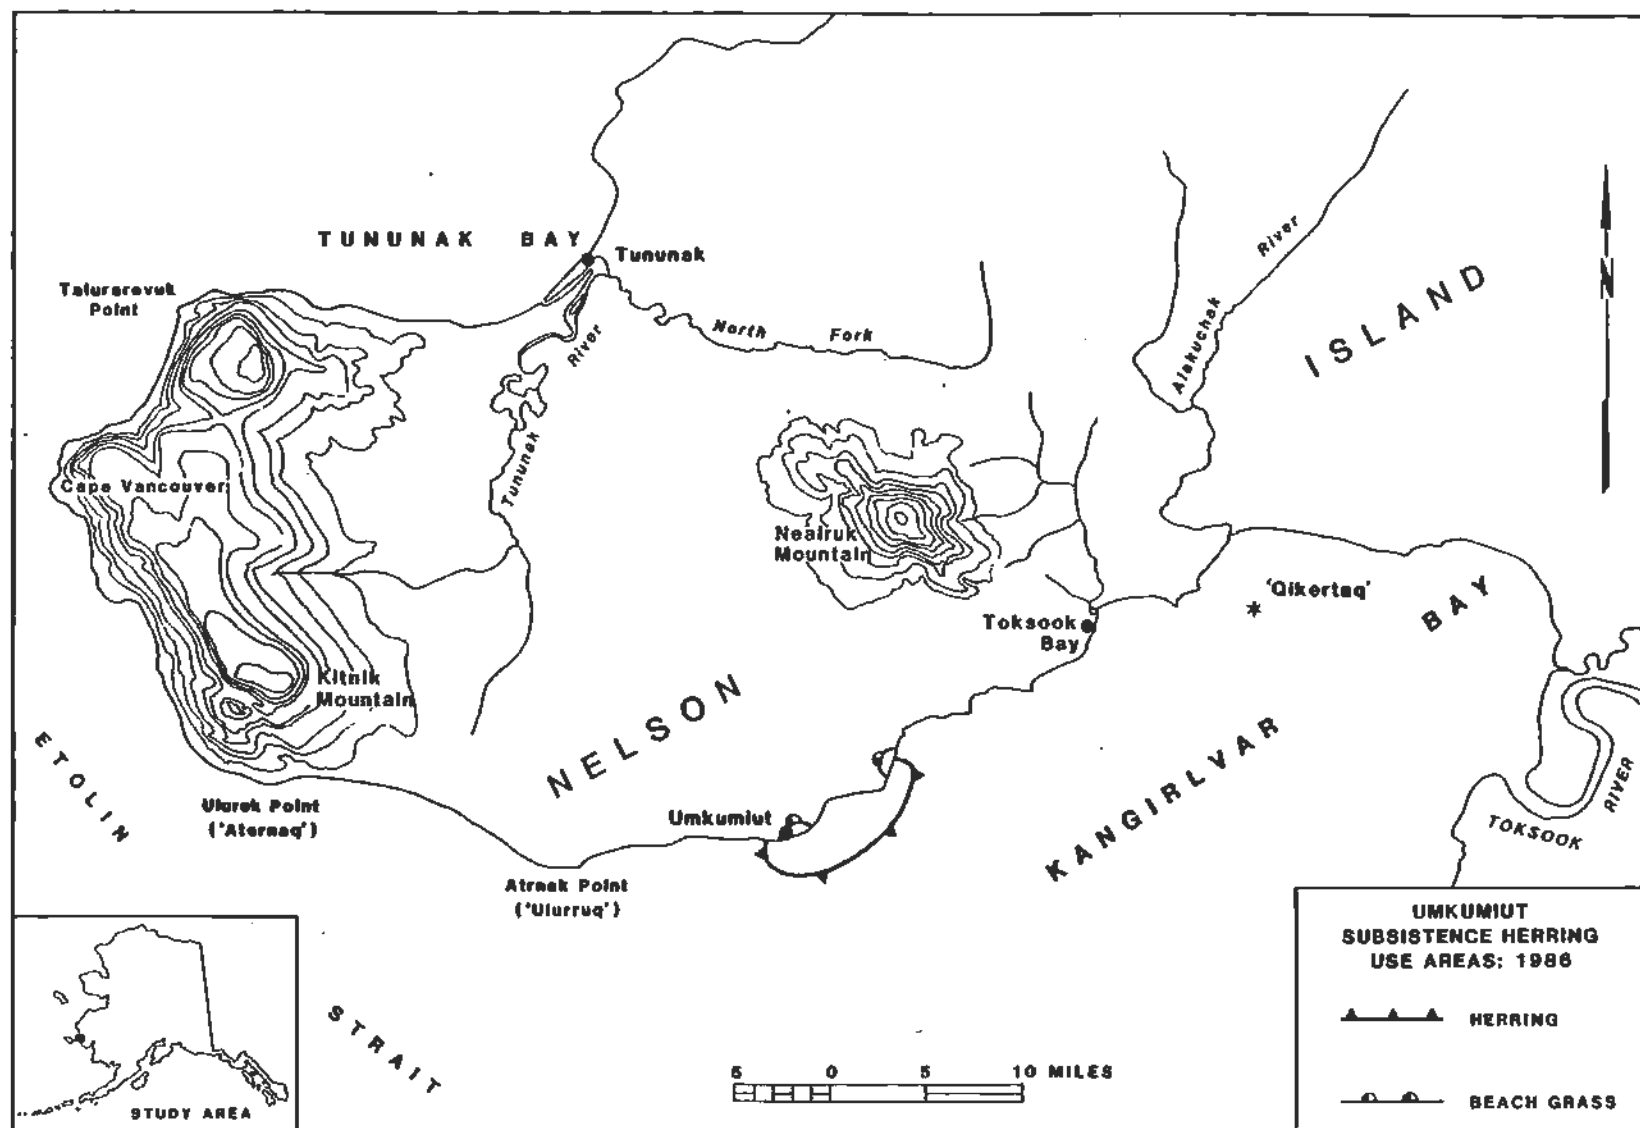 TUNUNAK BAY
Tununak
Talurarevuk
Point
North Fork
River
Tununak
Alakuchak
River
ISLAND
N
Cape Vancouver
Nealruk
Mountain
'Qikertaq'
Toksook
Bay
BAY
Kitnik
Mountain
NELSON
KANGIRLVAR
ETOLIN
Ulurek Point
('Aternaq')
Umkumiut
TOKSOOK
RIVER
Atrnak Point
('Ulurruq')
STRAIT
STUDY AREA
5 0 5 10 MILES
UMKUMIUT
SUBSISTENCE HERRING
USE AREAS: 1986
HERRING
BEACH GRASS